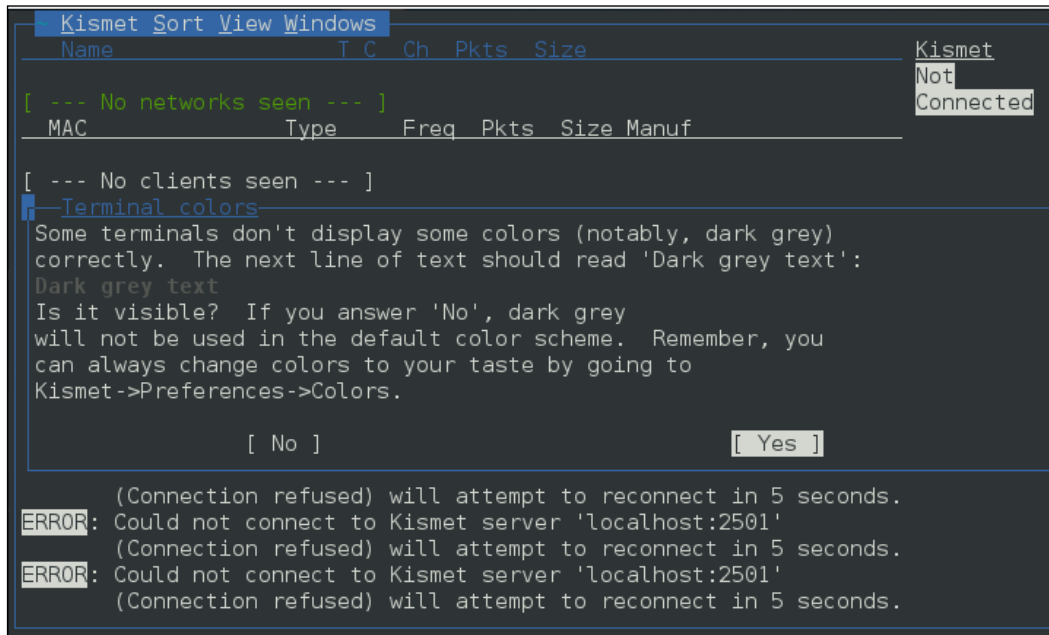 ~ Kismet Sort View Windows
Name T C Ch Pkts Size
Kismet
Not
Connected
[ --- No networks seen --- ]
MAC Type Freq Pkts Size Manuf
[ --- No clients seen --- ]
Terminal colors
Some terminals don't display some colors (notably, dark grey)
correctly. The next line of text should read 'Dark grey text':
Dark grey text
Is it visible? If you answer 'No', dark grey
will not be used in the default color scheme. Remember, you
can always change colors to your taste by going to
Kismet->Preferences->Colors.
[ No ] [ Yes ]
(Connection refused) will attempt to reconnect in 5 seconds.
ERROR: Could not connect to Kismet server 'localhost:2501'
(Connection refused) will attempt to reconnect in 5 seconds.
ERROR: Could not connect to Kismet server 'localhost:2501'
(Connection refused) will attempt to reconnect in 5 seconds.